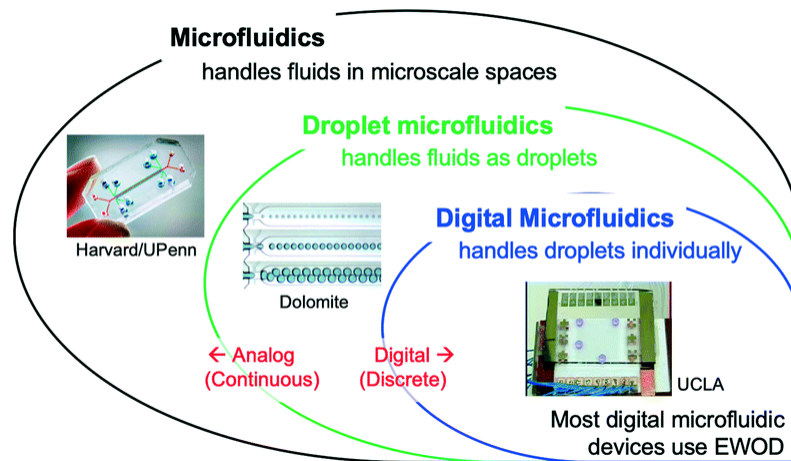 Microfluidics
handles fluids in microscale spaces
Droplet microfluidics
handles fluids as droplets
Digital Microfluidics
handles droplets individually
Harvard/UPenn
Dolomite
← Analog
(Continuous)
Digital →
(Discrete)
UCLA
Most digital microfluidic
devices use EWOD